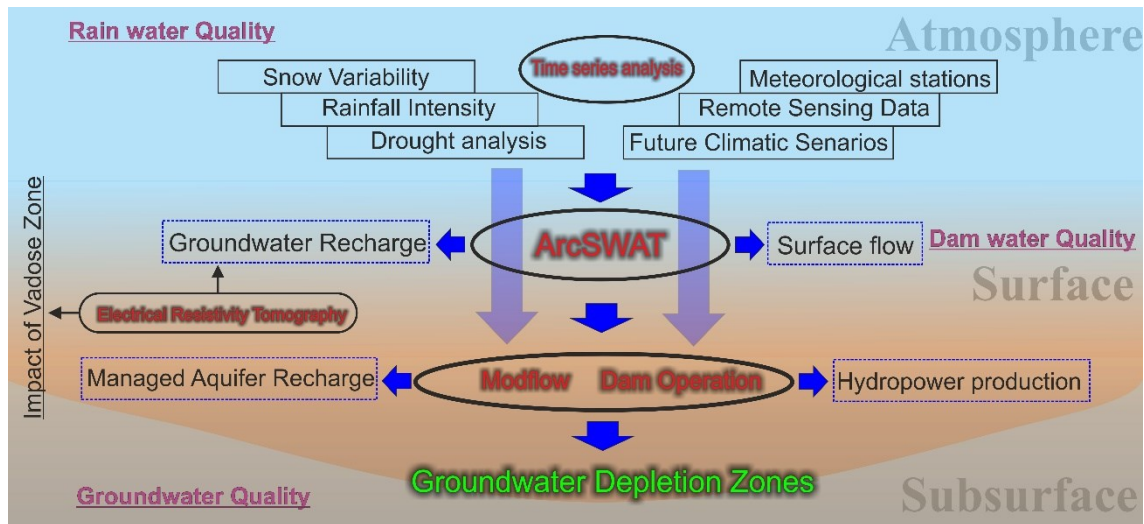 Rain water Quality
Atmosphere
Time series analysis
Snow Variability
Rainfall Intensity
Drought analysis
Meteorological stations
Remote Sensing Data
Future Climatic Senarios
Impact of Vadose Zone
Groundwater Recharge
ArcSWAT
Surface flow
Dam water Quality
Surface
Electrical Resistivity Tomography
Managed Aquifer Recharge
Modflow Dam Operation
Hydropower production
Groundwater Depletion Zones
Groundwater Quality
Subsurface